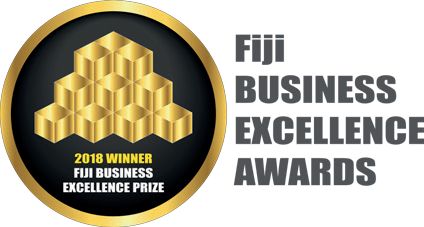 2018 WINNER
FIJI BUSINESS
EXCELLENCE PRIZE
Fiji
BUSINESS
EXCELLENCE
AWARDS